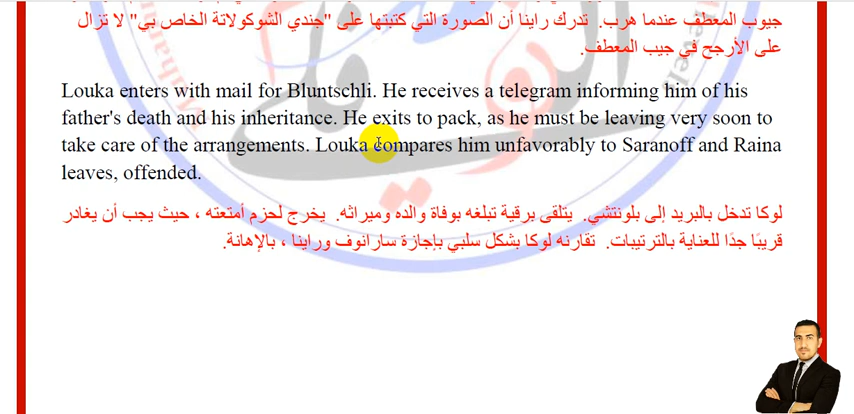 جيوب المعطف عندما هرب. تدرك راينا أن الصورة التي كتبتها على "جندي الشوكولاتة الخاص بي" لا تزال
على الأرجح في جيب المعطف.
Louka enters with mail for Bluntschli. He receives a telegram informing him of his
father's death and his inheritance. He exits to pack, as he must be leaving very soon to
take care of the arrangements. Louka compares him unfavorably to Saranoff and Raina
leaves, offended.
لوكا تدخل بالبريد إلى بلونتشي. يتلقى برقية تبلغه بوفاة والده وميراثه. يخرج لحزم أمتعته ، حيث يجب أن يغادر
قريبًا جدًا للعناية بالترتيبات. تقارنه لوكا بشكل سلبي بإجازة سارانوف وراينا ، بالإهانة.